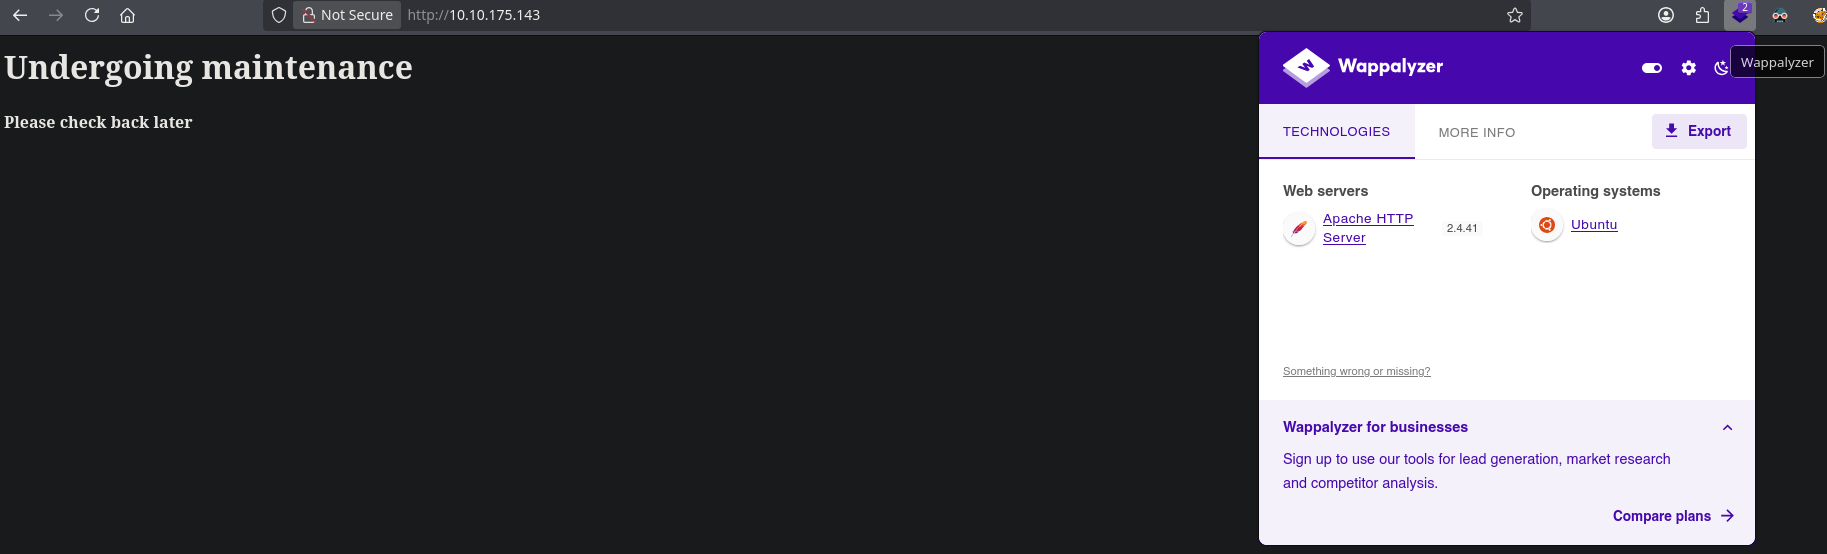 Not Secure http://10.10.175.143
2
Undergoing maintenance
Please check back later
Wappalyzer
Wappalyzer
TECHNOLOGIES
MORE INFO
Export
Web servers
Operating systems
Apache HTTP
Server
2.4.41
Ubuntu
Something wrong or missing?
Wappalyzer for businesses
Sign up to use our tools for lead generation, market research
and competitor analysis.
Compare plans